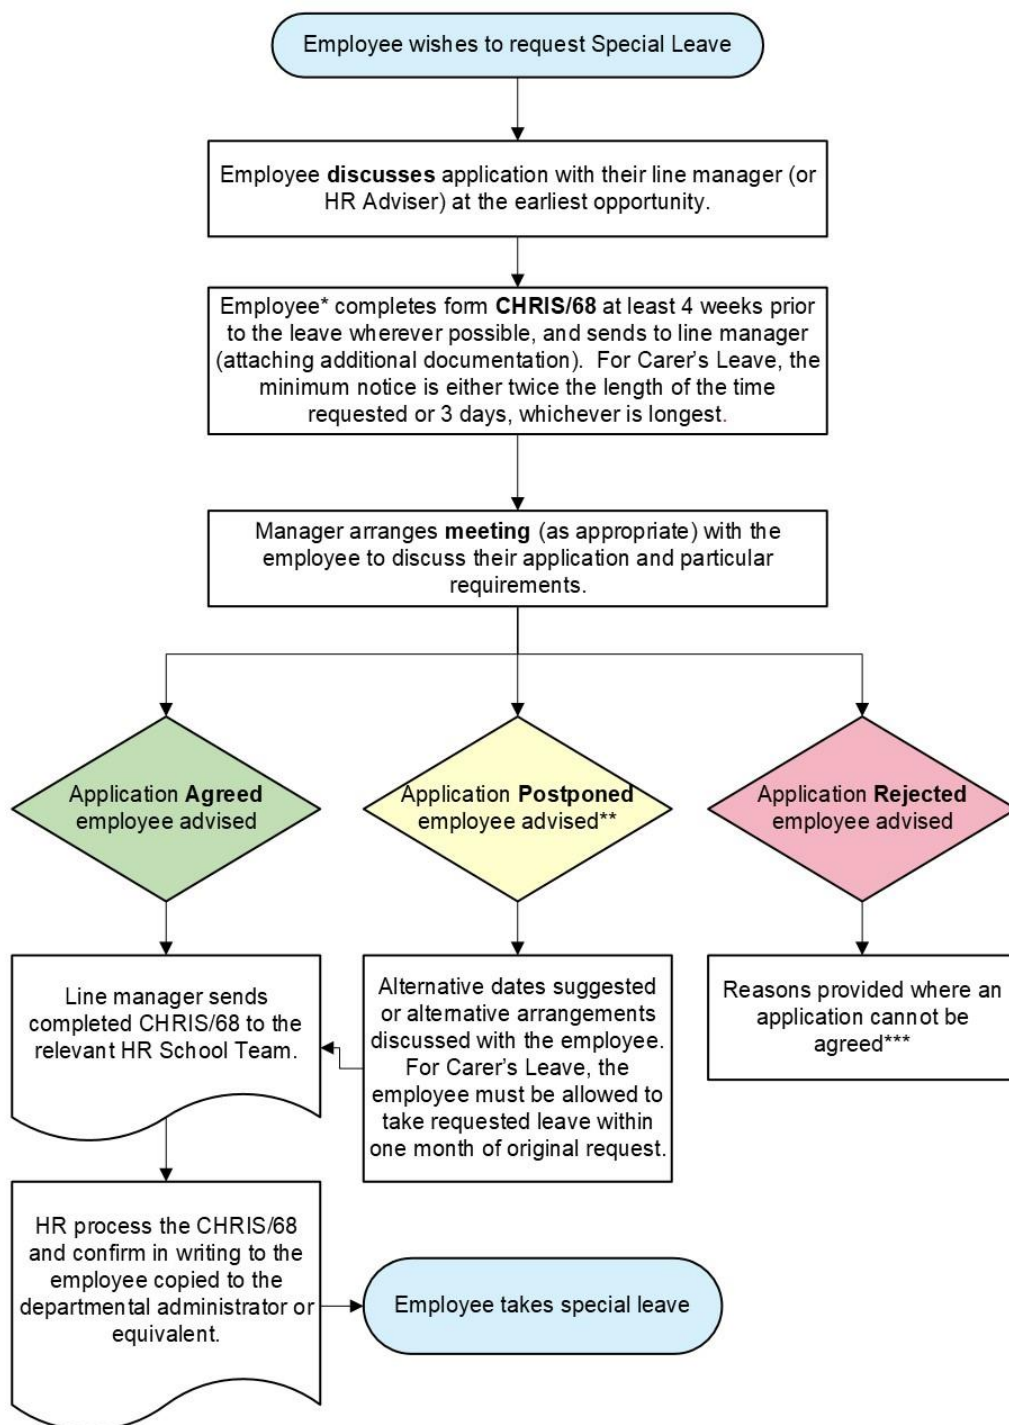 Employee wishes to request Special Leave
Employee discusses application with their line manager (or
HR Adviser) at the earliest opportunity.
Employee* completes form CHRIS/68 at least 4 weeks prior
to the leave wherever possible, and sends to line manager
(attaching additional documentation).  For Carer’s Leave, the
minimum notice is either twice the length of the time
requested or 3 days, whichever is longest.
Manager arranges meeting (as appropriate) with the
employee to discuss their application and particular
requirements.
Application Agreed
employee advised
Application Postponed
employee advised**
Application Rejected
employee advised
Line manager sends
completed CHRIS/68 to the
relevant HR School Team.
Alternative dates suggested
or alternative arrangements
discussed with the employee.
For Carer’s Leave, the
employee must be allowed to
take requested leave within
one month of original request.
Reasons provided where an
application cannot be
agreed***
HR process the CHRIS/68
and confirm in writing to the
employee copied to the
departmental administrator or
equivalent.
Employee takes special leave